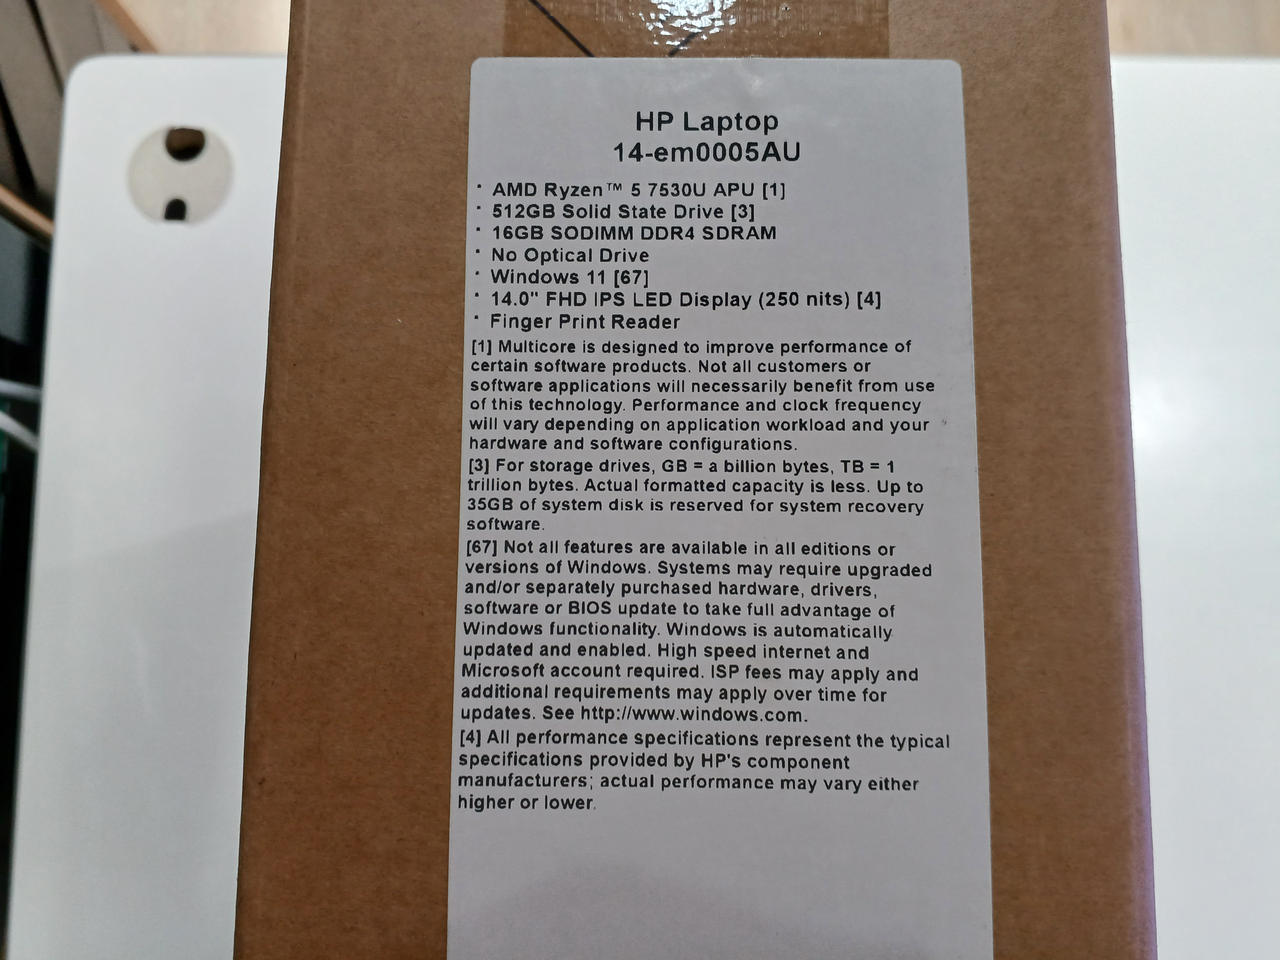 HP Laptop
14-em0005AU
· AMD Ryzen™ 5 7530U APU [1]
· 512GB Solid State Drive [3]
· 16GB SODIMM DDR4 SDRAM
· No Optical Drive
· Windows 11 [67]
· 14.0" FHD IPS LED Display (250 nits) [4]
· Finger Print Reader
[1] Multicore is designed to improve performance of
certain software products. Not all customers or
software applications will necessarily benefit from use
of this technology. Performance and clock frequency
will vary depending on application workload and your
hardware and software configurations.
[3] For storage drives, GB = a billion bytes, TB = 1
trillion bytes. Actual formatted capacity is less. Up to
35GB of system disk is reserved for system recovery
software.
[67] Not all features are available in all editions or
versions of Windows. Systems may require upgraded
and/or separately purchased hardware, drivers,
software or BIOS update to take full advantage of
Windows functionality. Windows is automatically
updated and enabled. High speed internet and
Microsoft account required. ISP fees may apply and
additional requirements may apply over time for
updates. See http://www.windows.com.
[4] All performance specifications represent the typical
specifications provided by HP's component
manufacturers; actual performance may vary either
higher or lower.